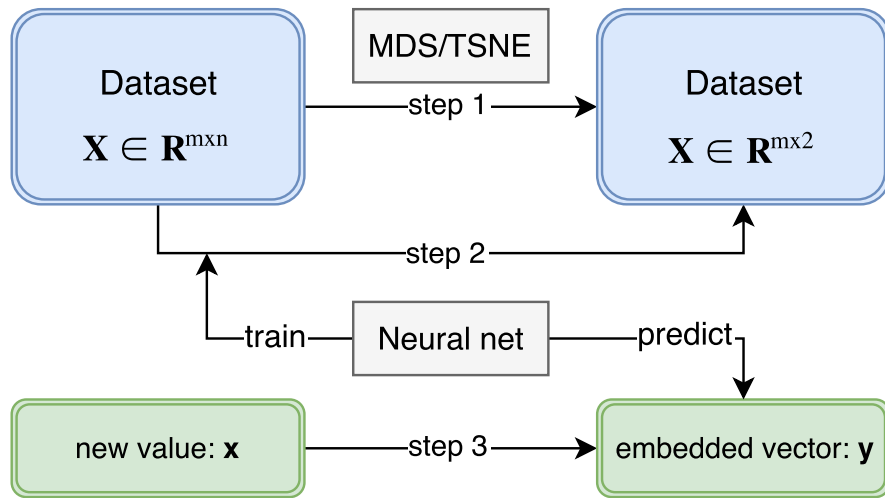 MDS/TSNE
Dataset
X ∈ R^mxn
step 1
Dataset
X ∈ R^mx2
step 2
train
Neural net
predict
new value: x
step 3
embedded vector: y